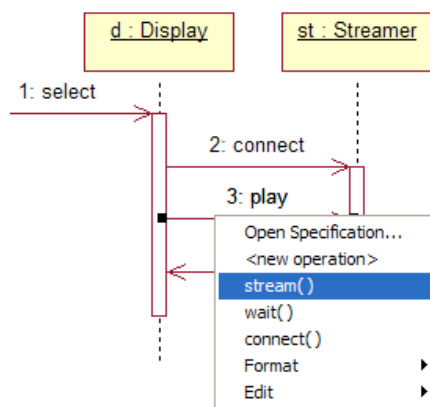 d : Display
st : Streamer
1: select
2: connect
3: play
Open Specification...
<new operation>
stream( )
wait( )
connect( )
Format
Edit